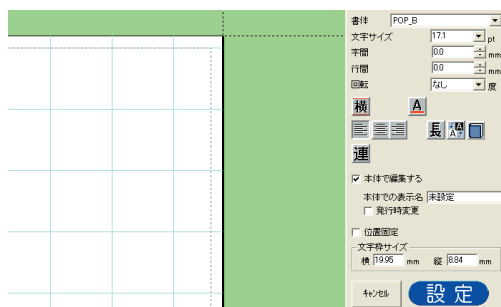 書体 POP_B
文字サイズ 17.1 pt
字間 0.0 mm
行間 0.0 mm
回転 なし 度
横 A
長
連
本体で編集する
本体での表示名 未設定
発行時変更
位置固定
文字枠サイズ
横 19.95 mm 縦 8.84 mm
キャンセル 設定